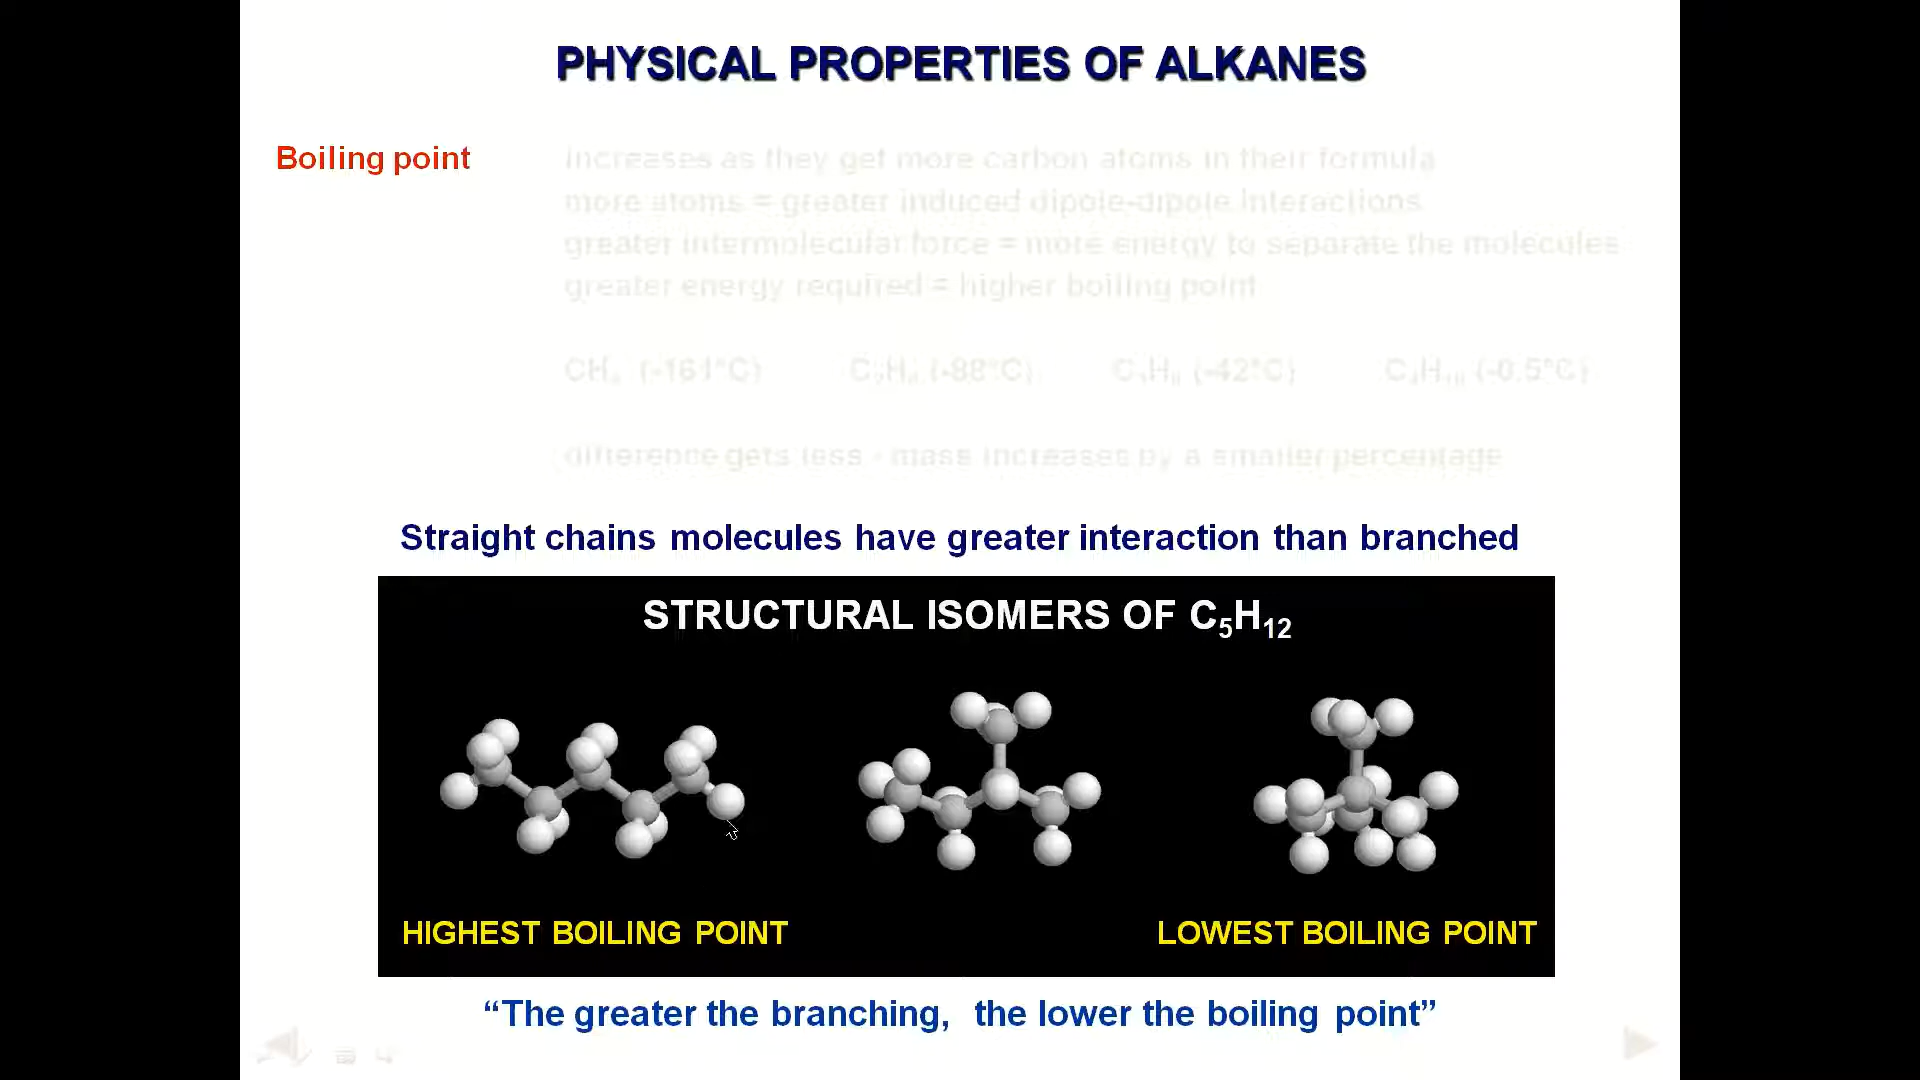 PHYSICAL PROPERTIES OF ALKANES
Boiling point
increases as they get more carbon atoms in their formula
more atoms = greater induced dipole-dipole interactions
greater intermolecular force = more energy to separate the molecules
greater energy required = higher boiling point
CH₄ (-161°C) C₂H₆ (-88°C) C₃H₈ (-42°C) C₄H₁₀ (-0.5°C)
difference gets less - mass increases by a smaller percentage
Straight chains molecules have greater interaction than branched
STRUCTURAL ISOMERS OF C₅H₁₂
HIGHEST BOILING POINT LOWEST BOILING POINT
“The greater the branching, the lower the boiling point”